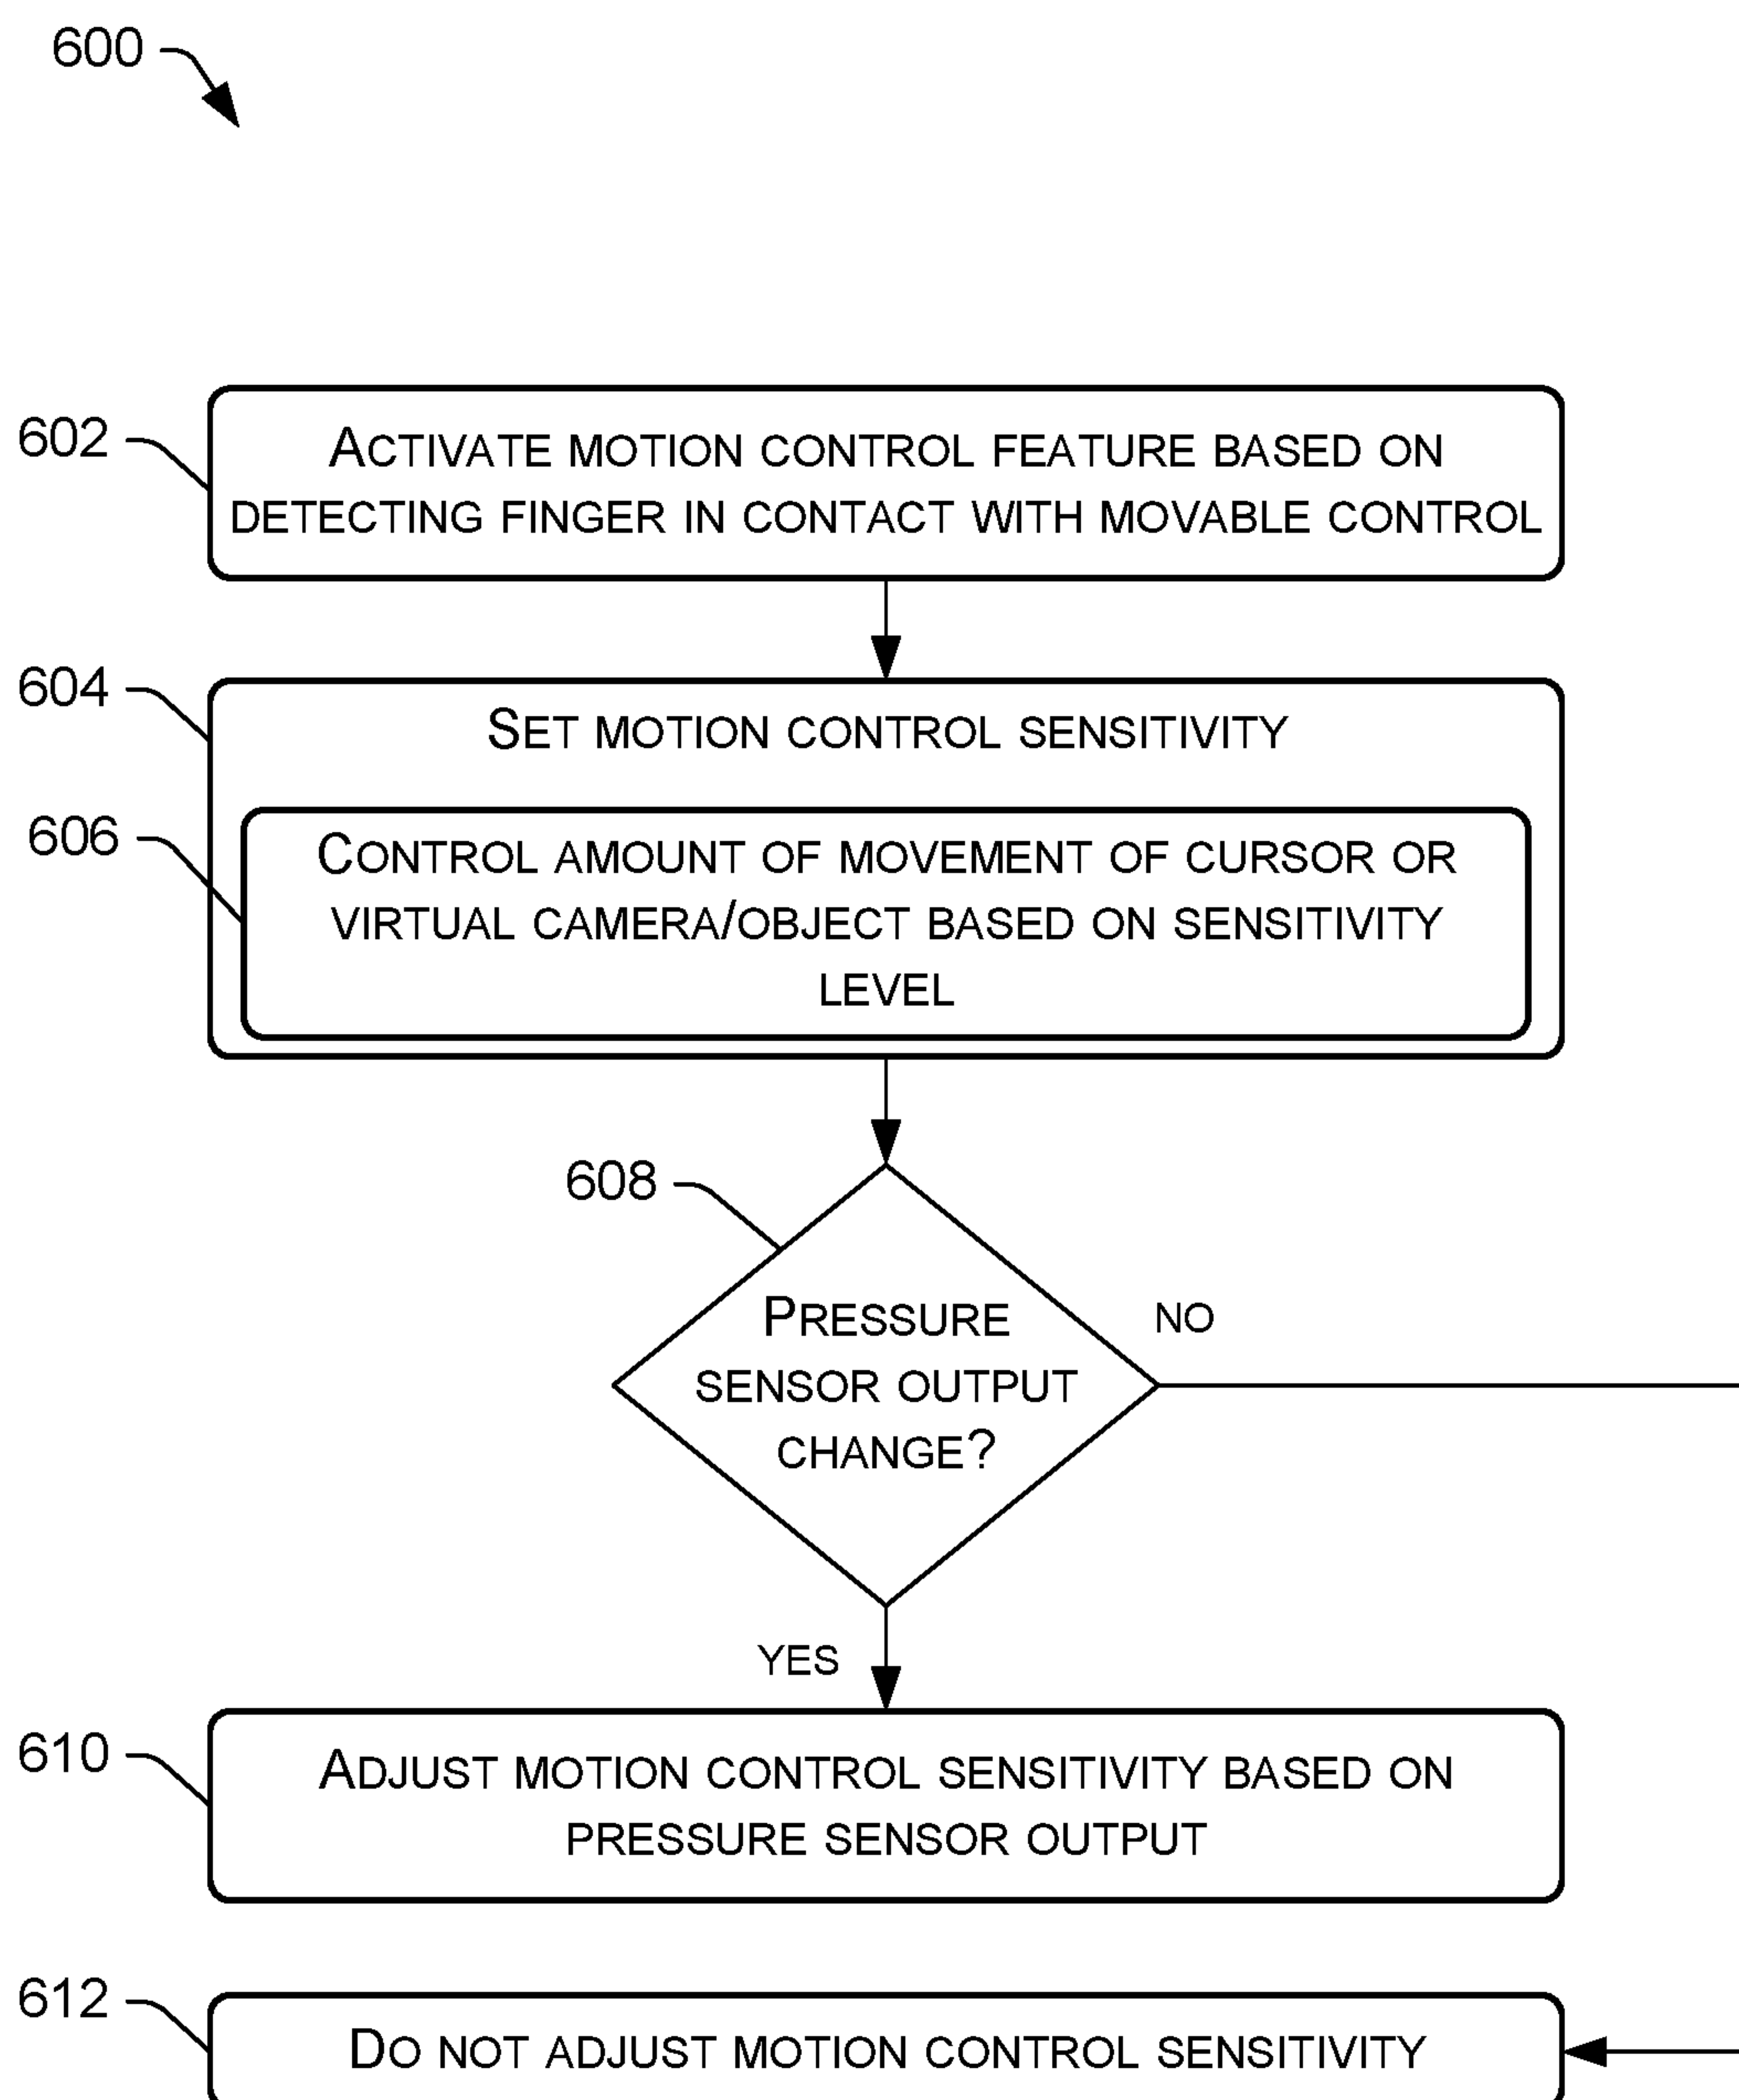 600
602
ACTIVATE MOTION CONTROL FEATURE BASED ON
DETECTING FINGER IN CONTACT WITH MOVABLE CONTROL
604
SET MOTION CONTROL SENSITIVITY
606
CONTROL AMOUNT OF MOVEMENT OF CURSOR OR
VIRTUAL CAMERA/OBJECT BASED ON SENSITIVITY
LEVEL
608
PRESSURE
SENSOR OUTPUT
CHANGE?
NO
YES
610
ADJUST MOTION CONTROL SENSITIVITY BASED ON
PRESSURE SENSOR OUTPUT
612
DO NOT ADJUST MOTION CONTROL SENSITIVITY